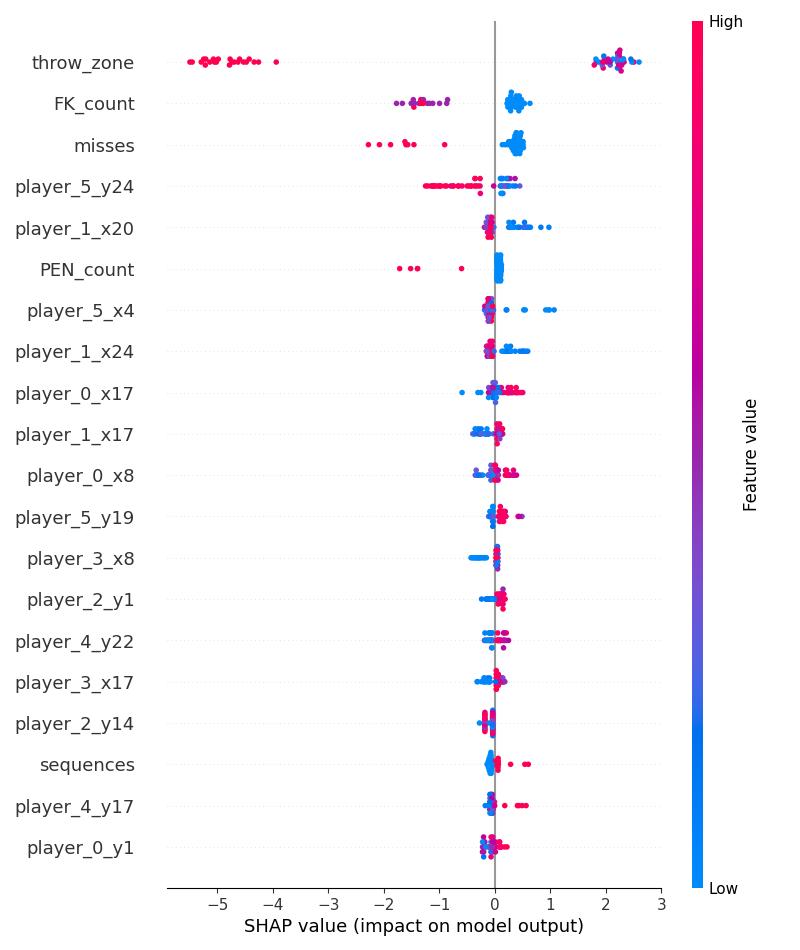 throw_zone
FK_count
misses
player_5_y24
player_1_x20
PEN_count
player_5_x4
player_1_x24
player_0_x17
player_1_x17
player_0_x8
player_5_y19
player_3_x8
player_2_y1
player_4_y22
player_3_x17
player_2_y14
sequences
player_4_y17
player_0_y1
−5 −4 −3 −2 −1 0 1 2 3
SHAP value (impact on model output)
High
Feature value
Low